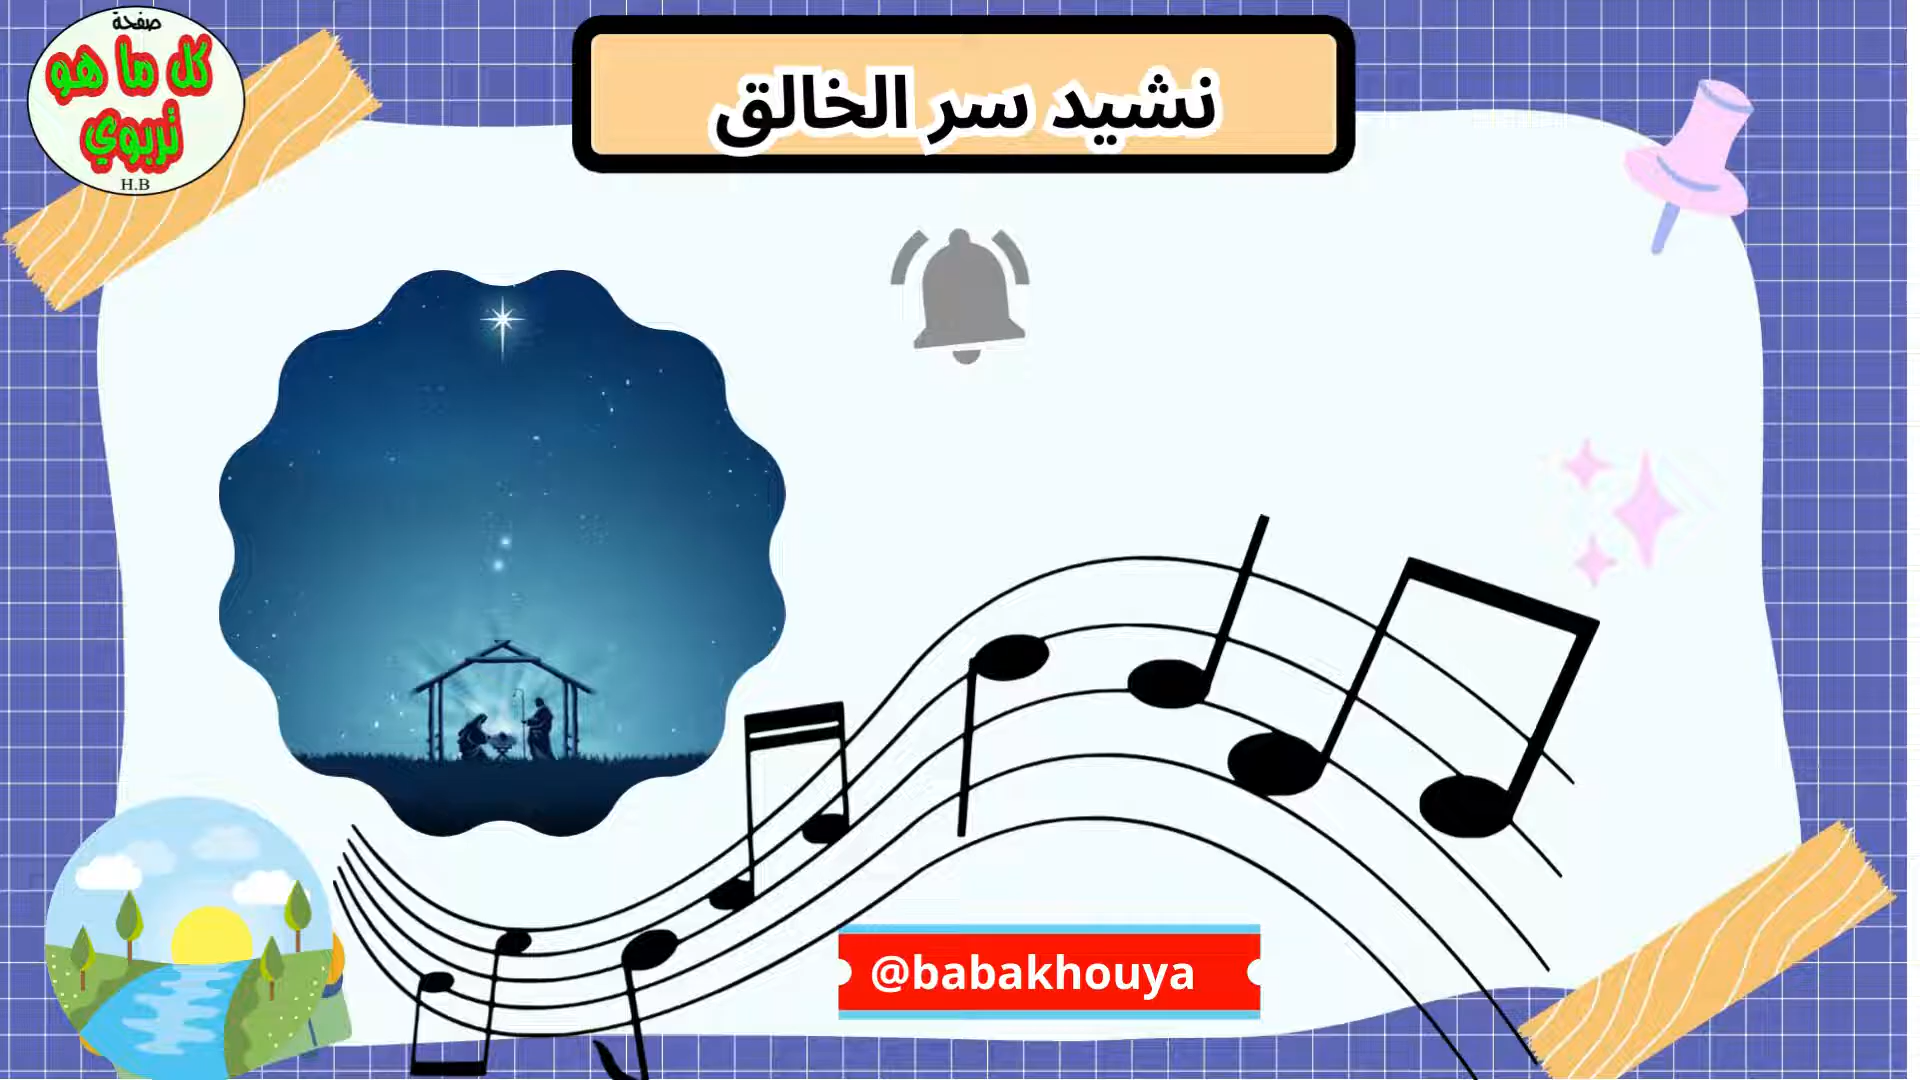 صفحة
كل ما هو
تربوي
H.B
نشيد سر الخالق
@babakhouya